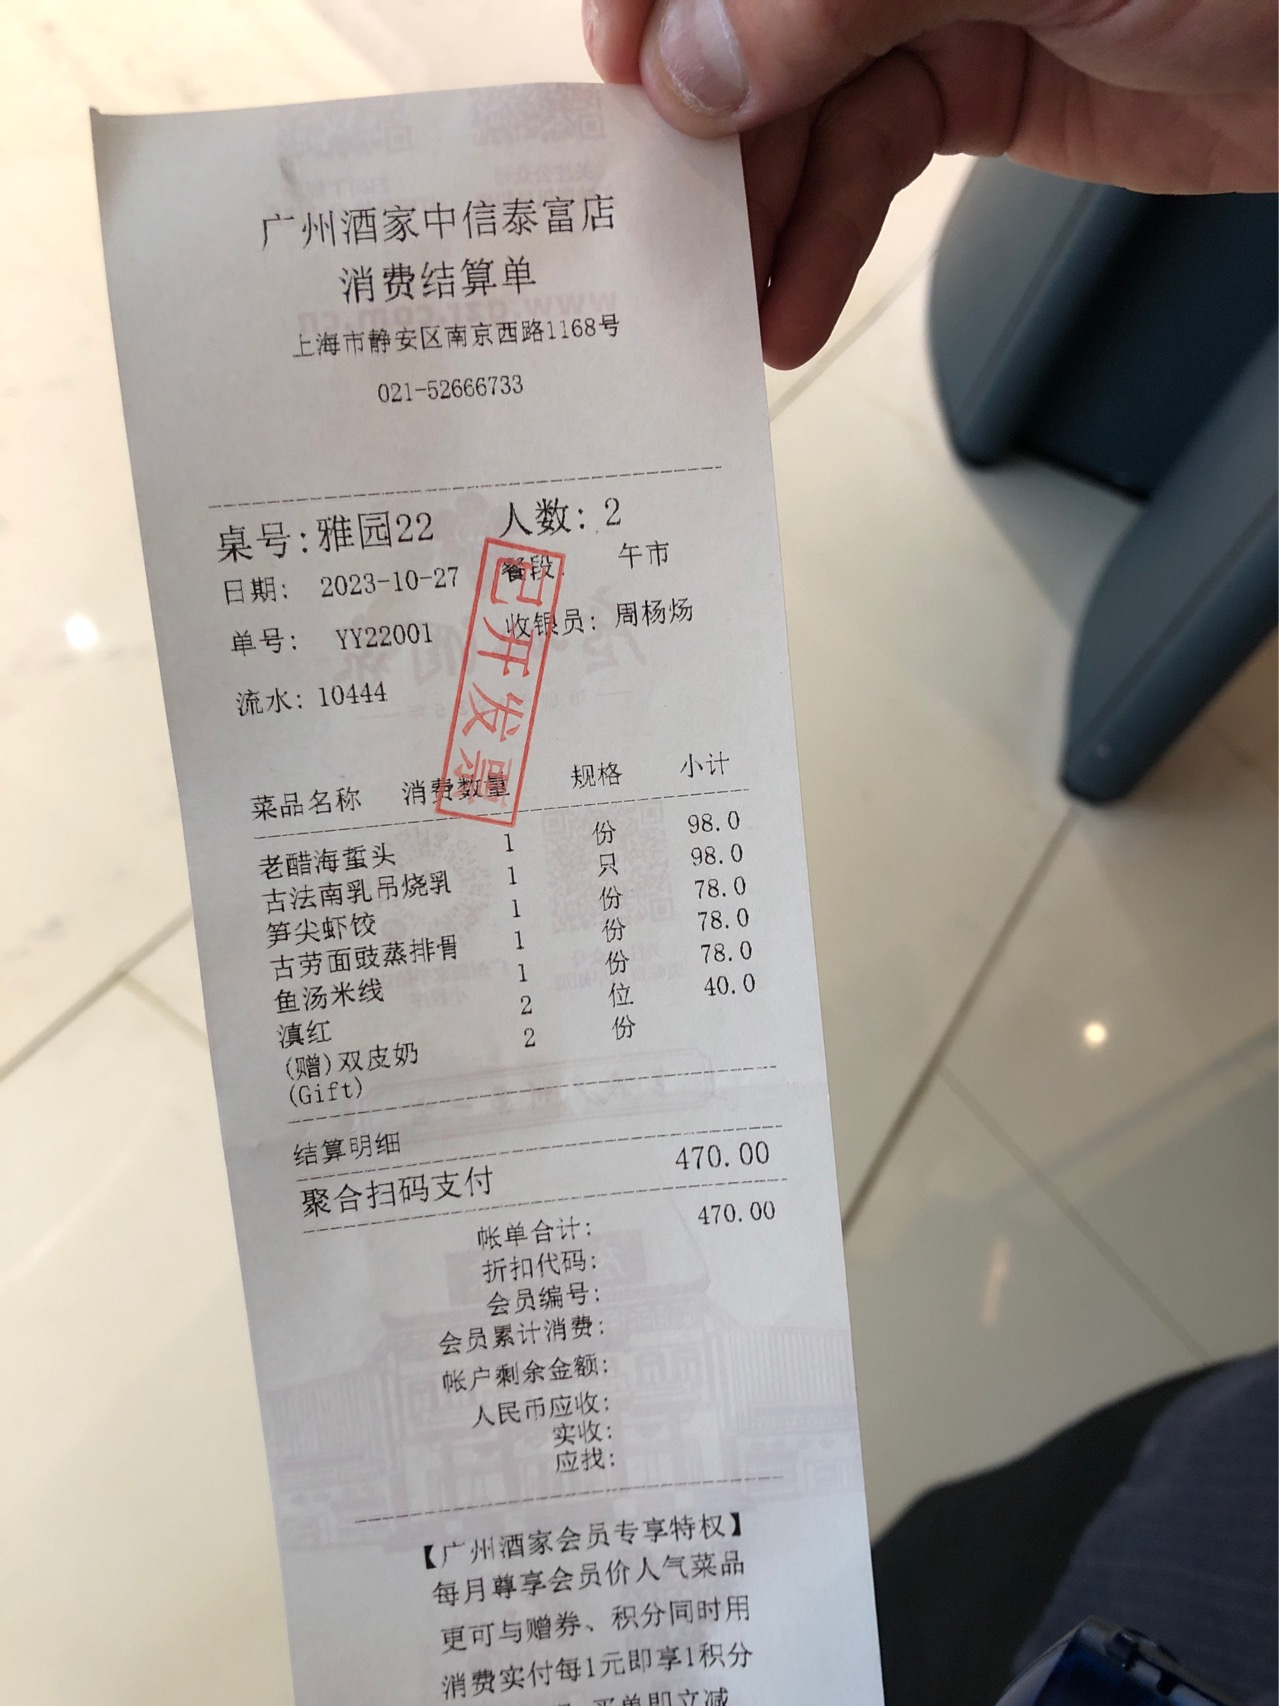 广州酒家中信泰富店
消费结算单
上海市静安区南京西路1168号
021-52666733
桌号:雅园22 人数: 2
日期: 2023-10-27 餐段: 午市
单号: YY22001 收银员: 周杨炀
流水: 10444
已开发票
菜品名称 消费数量 规格 小计
老醋海蜇头 1 份 98.0
古法南乳吊烧乳 1 只 98.0
笋尖虾饺 1 份 78.0
古劳面豉蒸排骨 1 份 78.0
鱼汤米线 1 份 78.0
滇红 2 位 40.0
(赠)双皮奶 2 份
(Gift)
结算明细
聚合扫码支付 470.00
帐单合计: 470.00
折扣代码:
会员编号:
会员累计消费:
帐户剩余金额:
人民币应收:
实收:
应找:
【广州酒家会员专享特权】
每月尊享会员价人气菜品
更可与赠券、积分同时用
消费实付每1元即享1积分
买单即立减